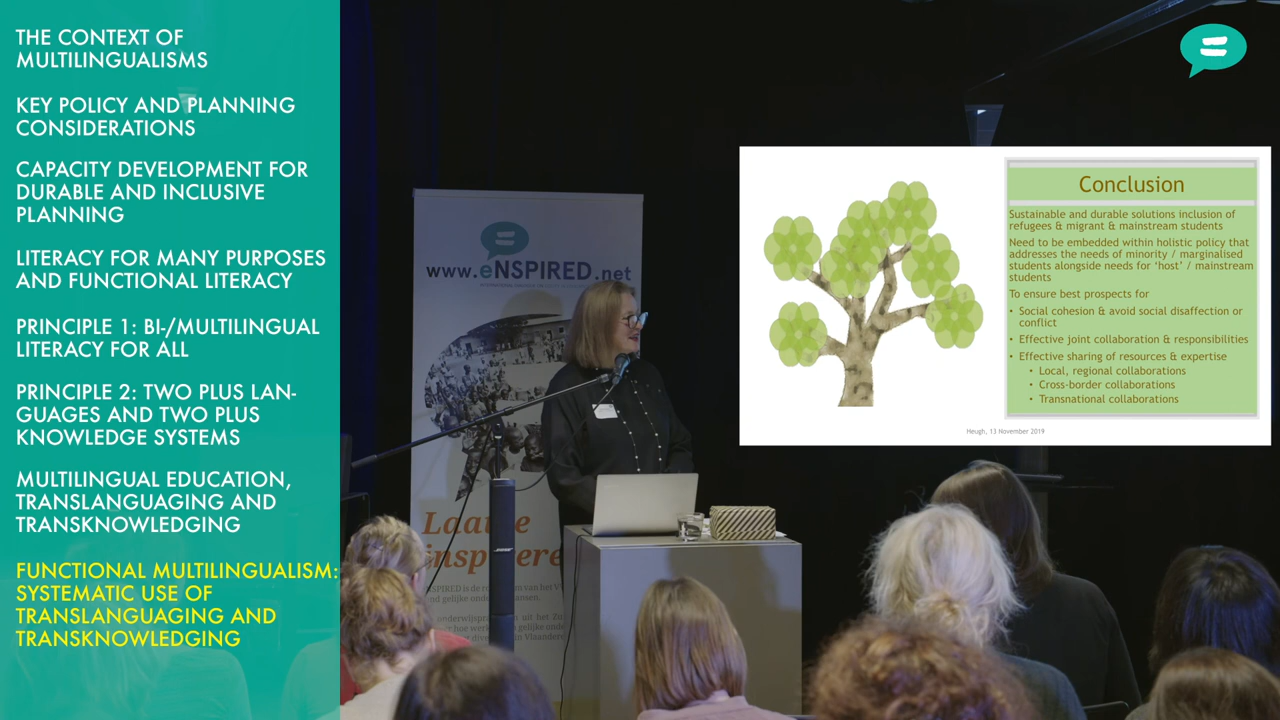 THE CONTEXT OF
MULTILINGUALISMS
KEY POLICY AND PLANNING
CONSIDERATIONS
CAPACITY DEVELOPMENT FOR
DURABLE AND INCLUSIVE
PLANNING
LITERACY FOR MANY PURPOSES
AND FUNCTIONAL LITERACY
PRINCIPLE 1: BI-/MULTILINGUAL
LITERACY FOR ALL
PRINCIPLE 2: TWO PLUS LAN-
GUAGES AND TWO PLUS
KNOWLEDGE SYSTEMS
MULTILINGUAL EDUCATION,
TRANSLANGUAGING AND
TRANSKNOWLEDGING
FUNCTIONAL MULTILINGUALISM:
SYSTEMATIC USE OF
TRANSLANGUAGING AND
TRANSKNOWLEDGING
www.eNSPIRED.net
Conclusion
Sustainable and durable solutions inclusion of
refugees & migrant & mainstream students
Need to be embedded within holistic policy that
addresses the needs of minority / marginalised
students alongside needs for ‘host’ / mainstream
students
To ensure best prospects for
• Social cohesion & avoid social disaffection or
conflict
• Effective joint collaboration & responsibilities
• Effective sharing of resources & expertise
• Local, regional collaborations
• Cross-border collaborations
• Transnational collaborations
Heugh, 13 November 2019